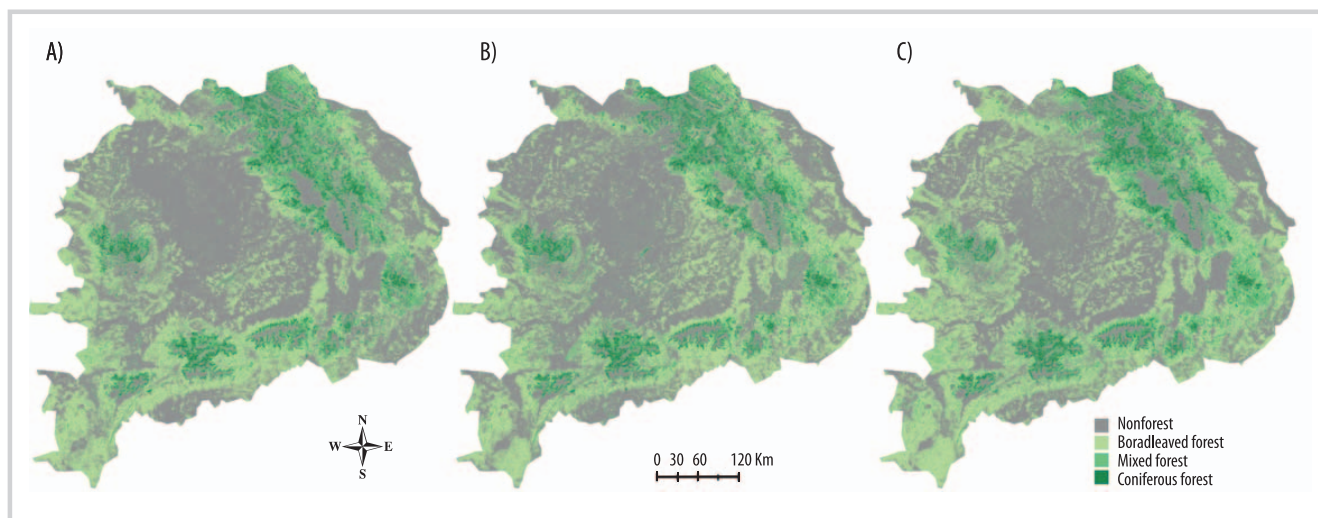 A)
B)
C)
N
W E
S
0 30 60 120 Km
Nonforest
Boradleaved forest
Mixed forest
Coniferous forest